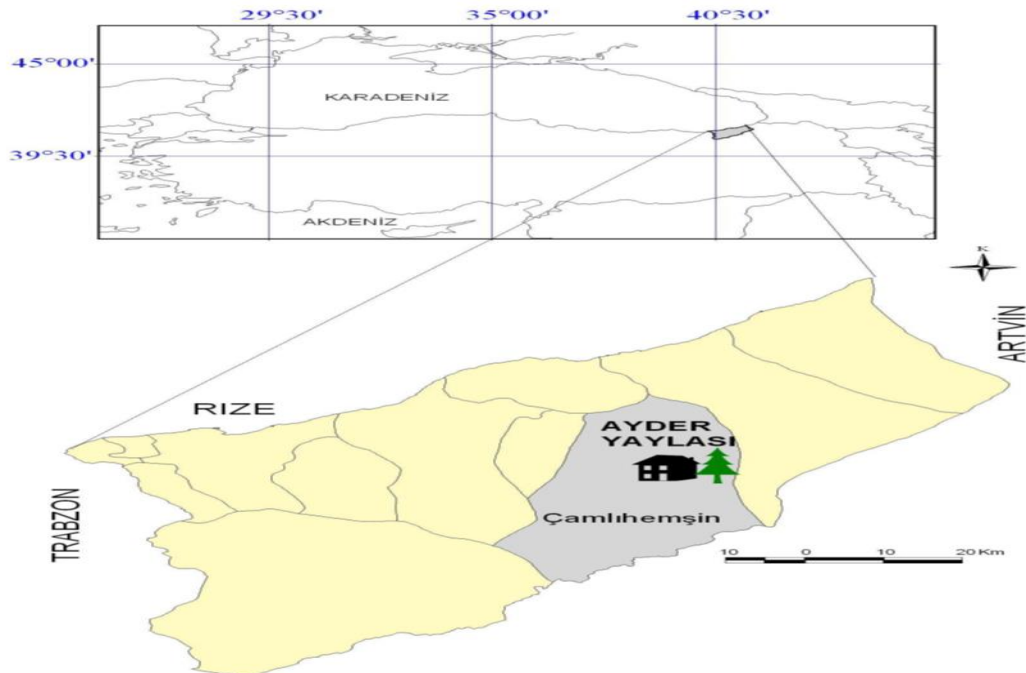 29°30' 35°00' 40°30'
45°00'
KARADENİZ
39°30'
AKDENİZ
K
ARTVİN
RIZE
AYDER
YAYLASI
TRABZON
Çamlıhemşin
10 0 10 20 Km